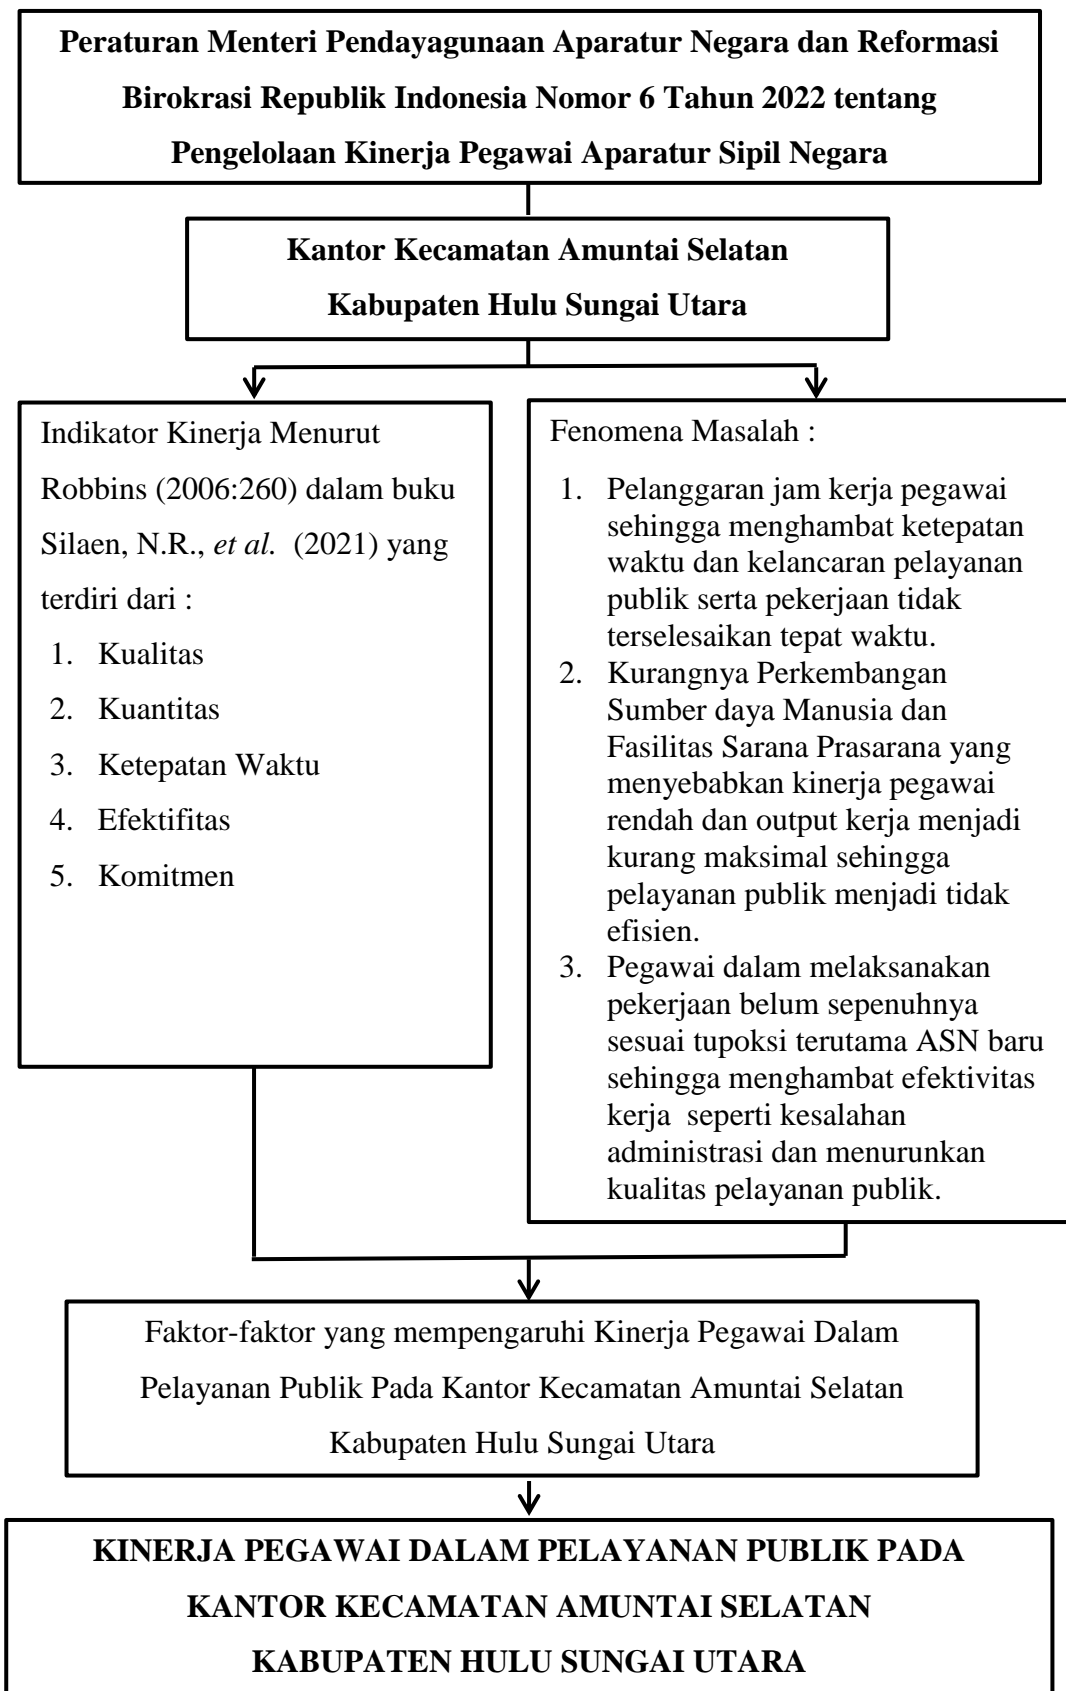 Peraturan Menteri Pendayagunaan Aparatur Negara dan Reformasi
Birokrasi Republik Indonesia Nomor 6 Tahun 2022 tentang
Pengelolaan Kinerja Pegawai Aparatur Sipil Negara
Kantor Kecamatan Amuntai Selatan
Kabupaten Hulu Sungai Utara
Indikator Kinerja Menurut
Robbins (2006:260) dalam buku
Silaen, N.R., et al. (2021) yang
terdiri dari :
1. Kualitas
2. Kuantitas
3. Ketepatan Waktu
4. Efektifitas
5. Komitmen
Fenomena Masalah :
1. Pelanggaran jam kerja pegawai
sehingga menghambat ketepatan
waktu dan kelancaran pelayanan
publik serta pekerjaan tidak
terselesaikan tepat waktu.
2. Kurangnya Perkembangan
Sumber daya Manusia dan
Fasilitas Sarana Prasarana yang
menyebabkan kinerja pegawai
rendah dan output kerja menjadi
kurang maksimal sehingga
pelayanan publik menjadi tidak
efisien.
3. Pegawai dalam melaksanakan
pekerjaan belum sepenuhnya
sesuai tupoksi terutama ASN baru
sehingga menghambat efektivitas
kerja seperti kesalahan
administrasi dan menurunkan
kualitas pelayanan publik.
Faktor-faktor yang mempengaruhi Kinerja Pegawai Dalam
Pelayanan Publik Pada Kantor Kecamatan Amuntai Selatan
Kabupaten Hulu Sungai Utara
KINERJA PEGAWAI DALAM PELAYANAN PUBLIK PADA
KANTOR KECAMATAN AMUNTAI SELATAN
KABUPATEN HULU SUNGAI UTARA